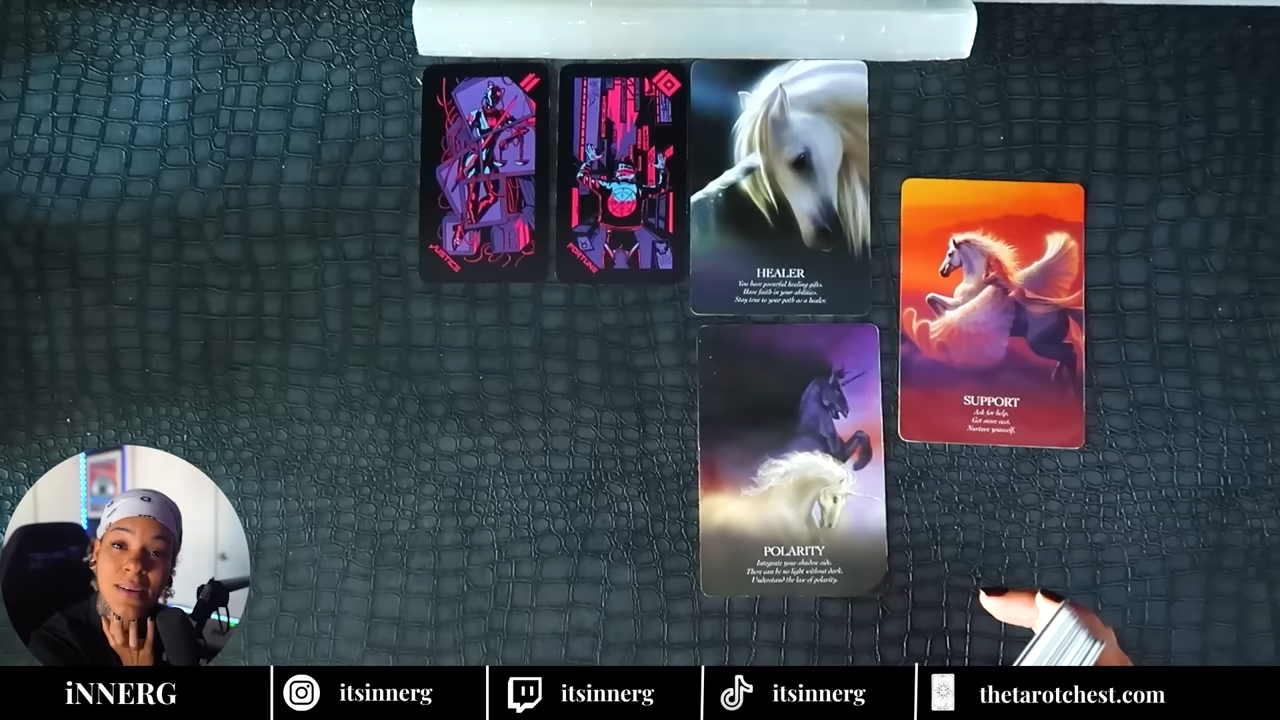 JUSTICE
FORTUNE
HEALER
You have powerful healing gifts.
Have faith in your abilities.
Stay true to your path as a healer.
SUPPORT
Ask for help.
Get more rest.
Nurture yourself.
POLARITY
Integrate your shadow side.
There can be no light without dark.
Understand the law of polarity.
iNNERG
itsinnerg
itsinnerg
itsinnerg
thetarotchest.com